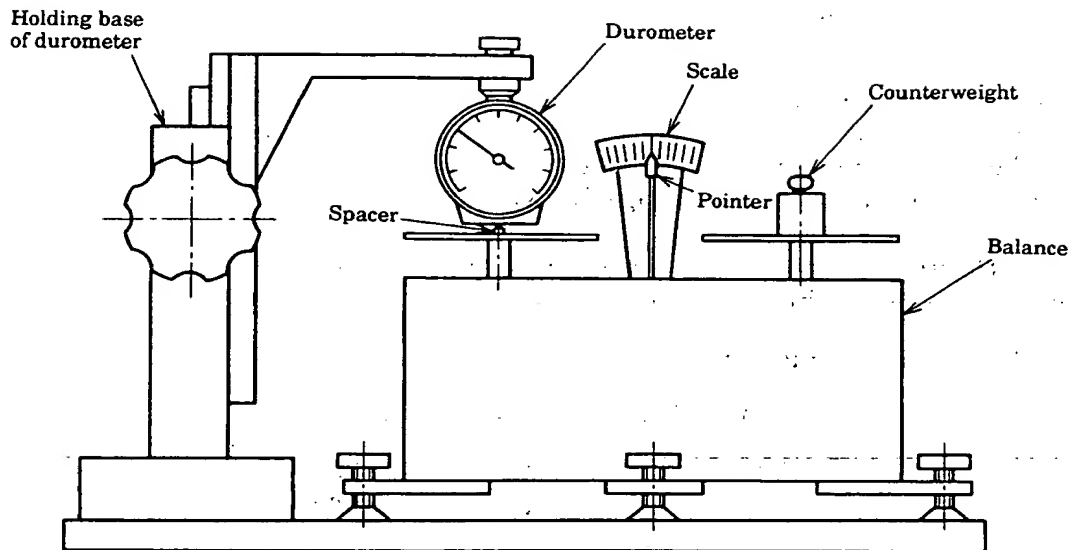 Holding base
of durometer
Durometer
Scale
Counterweight
Pointer
Spacer
Balance